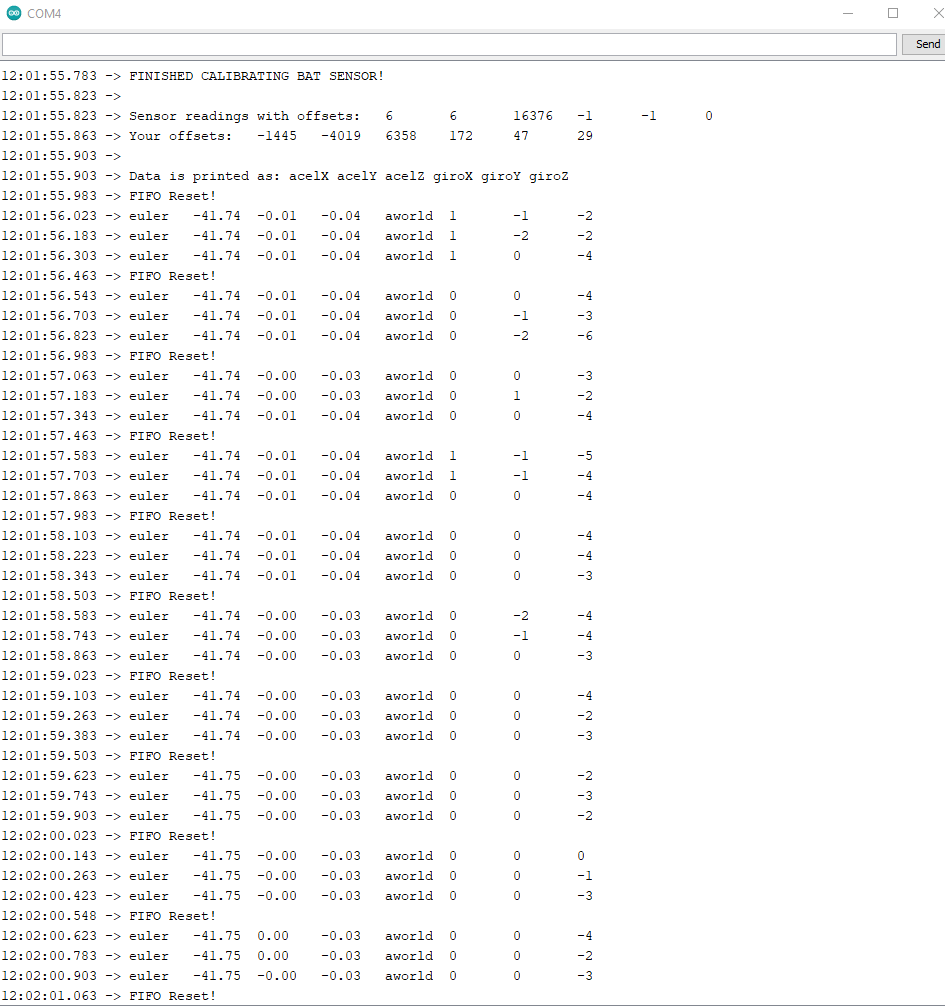 COM4
Send
12:01:55.783 -> FINISHED CALIBRATING BAT SENSOR!
12:01:55.823 ->
12:01:55.823 -> Sensor readings with offsets: 6 6 16376 -1 -1 0
12:01:55.863 -> Your offsets: -1445 -4019 6358 172 47 29
12:01:55.903 ->
12:01:55.903 -> Data is printed as: acelX acelY acelZ giroX giroY giroZ
12:01:55.983 -> FIFO Reset!
12:01:56.023 -> euler -41.74 -0.01 -0.04 aworld 1 -1 -2
12:01:56.183 -> euler -41.74 -0.01 -0.04 aworld 1 -2 -2
12:01:56.303 -> euler -41.74 -0.01 -0.04 aworld 1 0 -4
12:01:56.463 -> FIFO Reset!
12:01:56.543 -> euler -41.74 -0.01 -0.04 aworld 0 0 -4
12:01:56.703 -> euler -41.74 -0.01 -0.04 aworld 0 -1 -3
12:01:56.823 -> euler -41.74 -0.01 -0.04 aworld 0 -2 -6
12:01:56.983 -> FIFO Reset!
12:01:57.063 -> euler -41.74 -0.00 -0.03 aworld 0 0 -3
12:01:57.183 -> euler -41.74 -0.00 -0.03 aworld 0 1 -2
12:01:57.343 -> euler -41.74 -0.01 -0.04 aworld 0 0 -4
12:01:57.463 -> FIFO Reset!
12:01:57.583 -> euler -41.74 -0.01 -0.04 aworld 1 -1 -5
12:01:57.703 -> euler -41.74 -0.01 -0.04 aworld 1 -1 -4
12:01:57.863 -> euler -41.74 -0.01 -0.04 aworld 0 0 -4
12:01:57.983 -> FIFO Reset!
12:01:58.103 -> euler -41.74 -0.01 -0.04 aworld 0 0 -4
12:01:58.223 -> euler -41.74 -0.01 -0.04 aworld 0 0 -4
12:01:58.343 -> euler -41.74 -0.01 -0.04 aworld 0 0 -3
12:01:58.503 -> FIFO Reset!
12:01:58.583 -> euler -41.74 -0.00 -0.03 aworld 0 -2 -4
12:01:58.743 -> euler -41.74 -0.00 -0.03 aworld 0 -1 -4
12:01:58.863 -> euler -41.74 -0.00 -0.03 aworld 0 0 -3
12:01:59.023 -> FIFO Reset!
12:01:59.103 -> euler -41.74 -0.00 -0.03 aworld 0 0 -4
12:01:59.263 -> euler -41.74 -0.00 -0.03 aworld 0 0 -2
12:01:59.383 -> euler -41.74 -0.00 -0.03 aworld 0 0 -3
12:01:59.503 -> FIFO Reset!
12:01:59.623 -> euler -41.75 -0.00 -0.03 aworld 0 0 -2
12:01:59.743 -> euler -41.75 -0.00 -0.03 aworld 0 0 -3
12:01:59.903 -> euler -41.75 -0.00 -0.03 aworld 0 0 -2
12:02:00.023 -> FIFO Reset!
12:02:00.143 -> euler -41.75 -0.00 -0.03 aworld 0 0 0
12:02:00.263 -> euler -41.75 -0.00 -0.03 aworld 0 0 -1
12:02:00.423 -> euler -41.75 -0.00 -0.03 aworld 0 0 -3
12:02:00.548 -> FIFO Reset!
12:02:00.623 -> euler -41.75 0.00 -0.03 aworld 0 0 -4
12:02:00.783 -> euler -41.75 0.00 -0.03 aworld 0 0 -2
12:02:00.903 -> euler -41.75 -0.00 -0.03 aworld 0 0 -3
12:02:01.063 -> FIFO Reset!